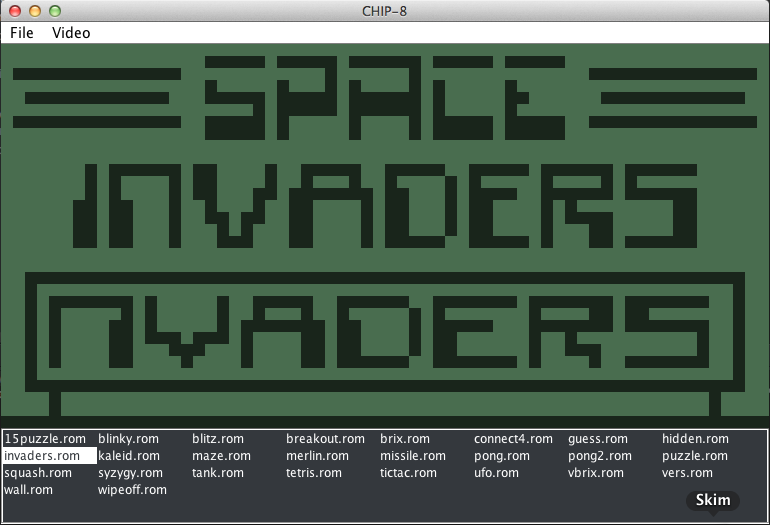 CHIP-8
File Video
SPACE
INVADERS
NVADERS
15puzzle.rom blinky.rom blitz.rom breakout.rom brix.rom connect4.rom guess.rom hidden.rom
invaders.rom kaleid.rom maze.rom merlin.rom missile.rom pong.rom pong2.rom puzzle.rom
squash.rom syzygy.rom tank.rom tetris.rom tictac.rom ufo.rom vbrix.rom vers.rom
wall.rom wipeoff.rom
Skim